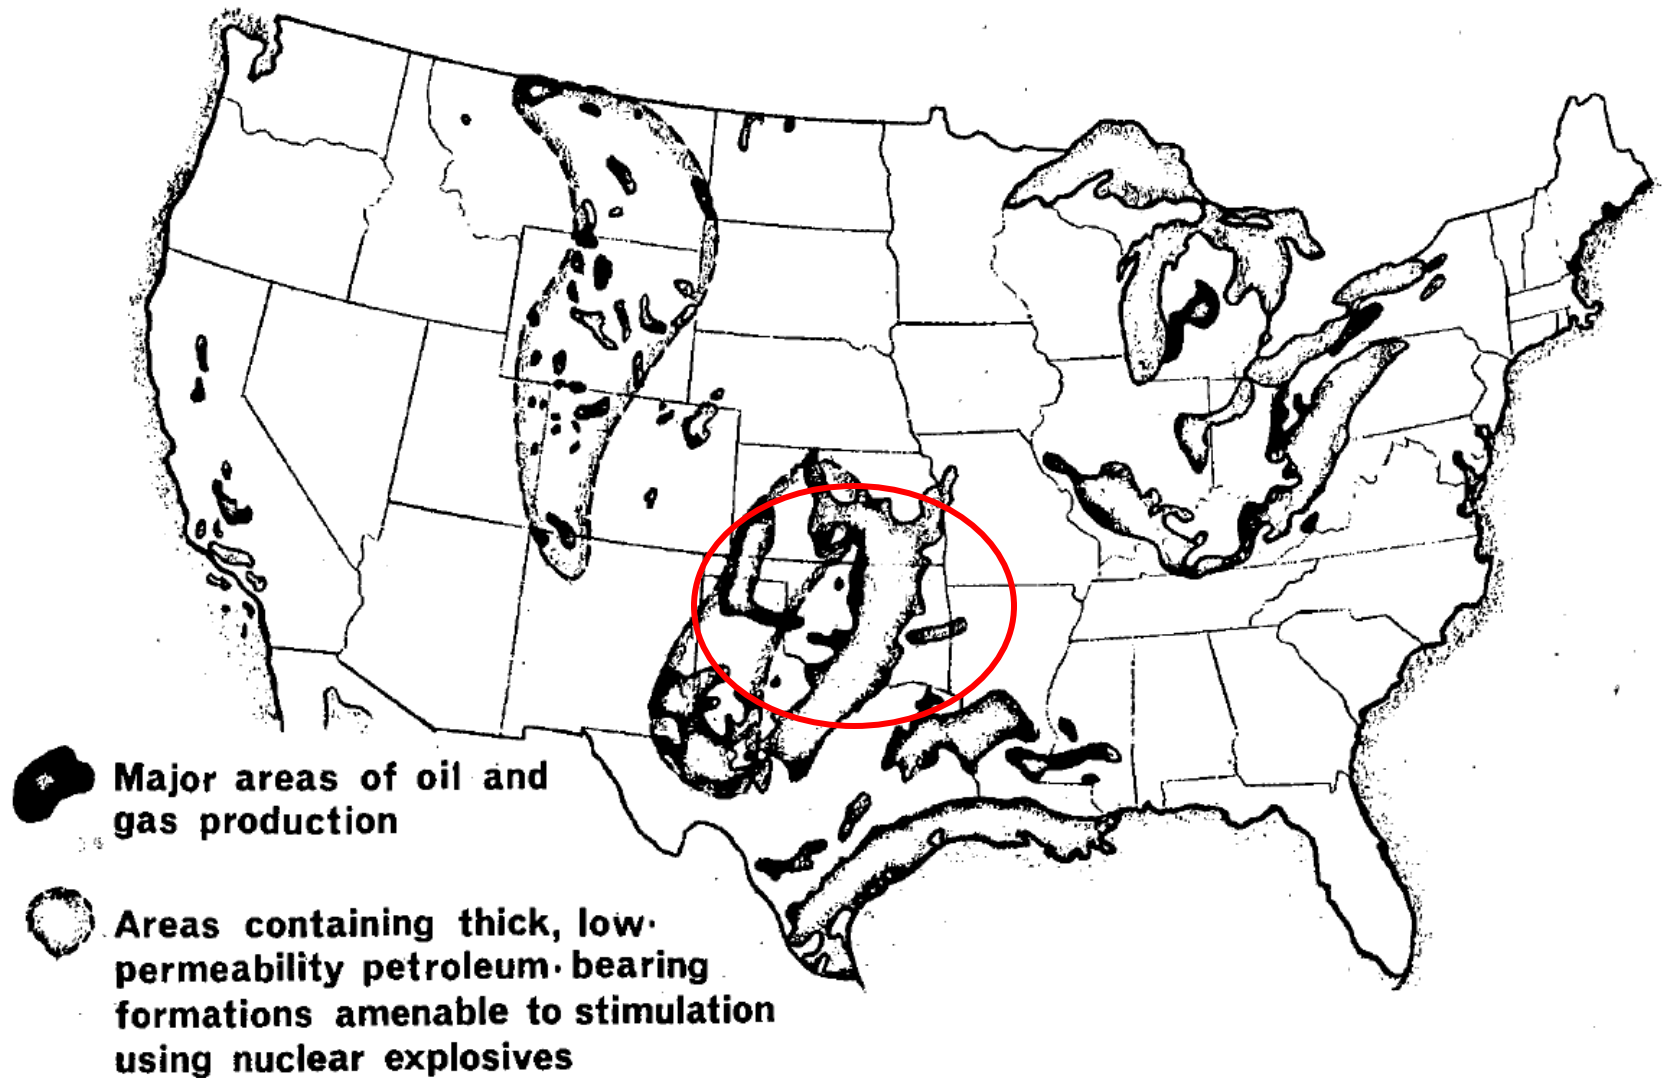 Major areas of oil and
gas production
Areas containing thick, low-
permeability petroleum-bearing
formations amenable to stimulation
using nuclear explosives